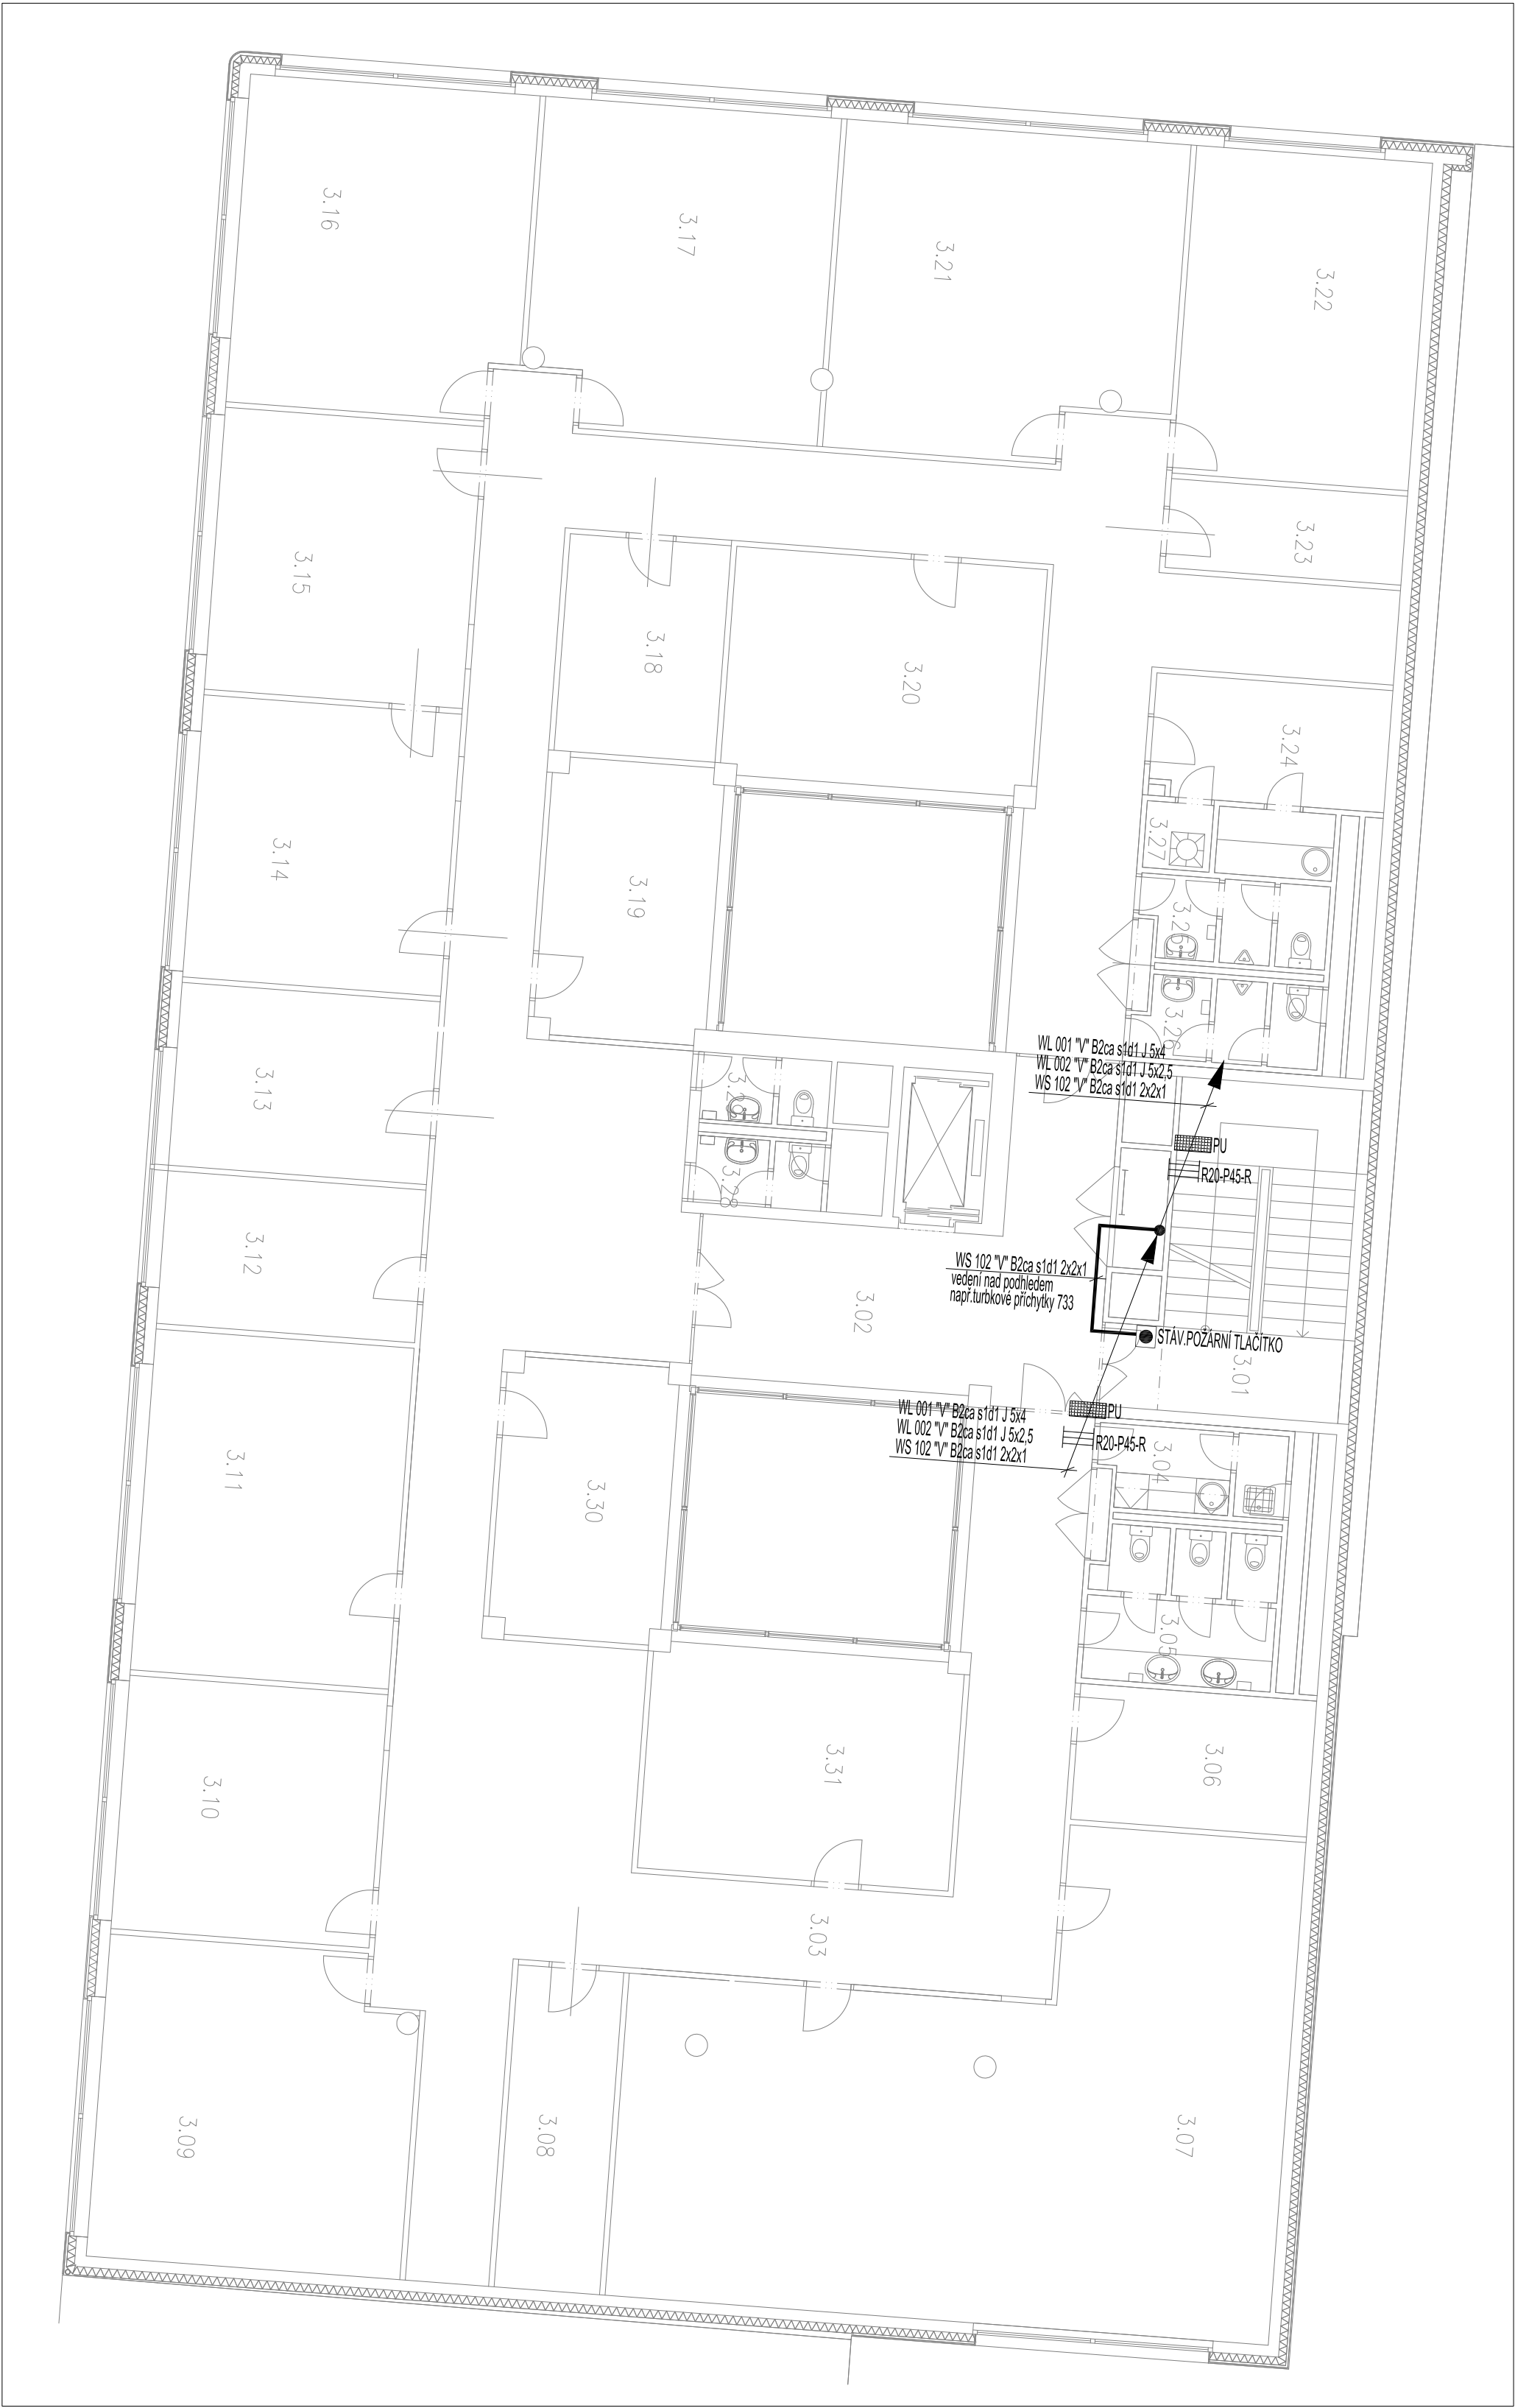 3.16
3.17
3.21
3.22
3.15
3.23
3.18
3.20
3.24
3.14
3.27
3.19
3.26
WL 001 "V" B2ca s1d1 J 5x4
WL 002 "V" B2ca s1d1 J 5x2,5
WS 102 "V" B2ca s1d1 2x2x1
3.13
PU
R20-P45-R
3.28
3.12
WS 102 "V" B2ca s1d1 2x2x1
vedení nad podhledem
např.turbkové příchytky 733
3.02
STÁV.POŽÁRNÍ TLAČÍTKO
3.01
WL 001 "V" B2ca s1d1 J 5x4
WL 002 "V" B2ca s1d1 J 5x2,5
WS 102 "V" B2ca s1d1 2x2x1
PU
R20-P45-R
3.04
3.11
3.30
3.05
3.31
3.06
3.10
3.03
3.09
3.08
3.07